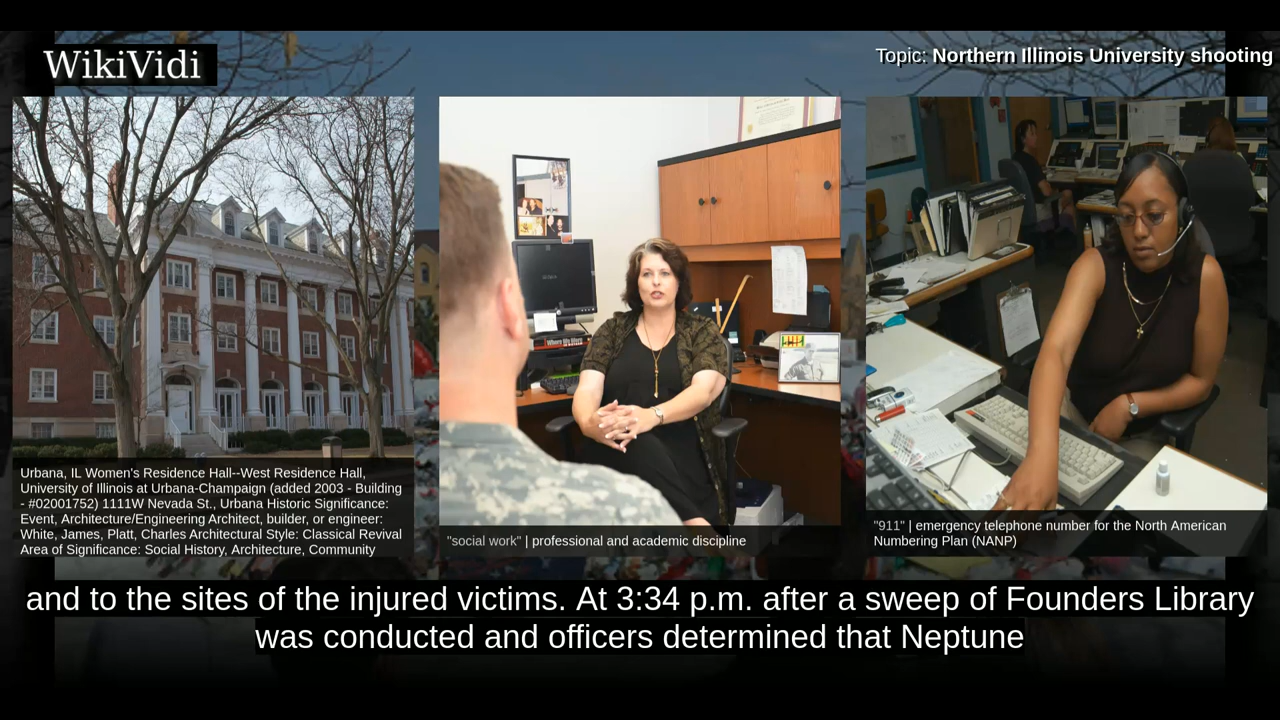 WikiVidi
Topic: Northern Illinois University shooting
Urbana, IL Women's Residence Hall--West Residence Hall,
University of Illinois at Urbana-Champaign (added 2003 - Building
- #02001752) 1111W Nevada St., Urbana Historic Significance:
Event, Architecture/Engineering Architect, builder, or engineer:
White, James, Platt, Charles Architectural Style: Classical Revival
Area of Significance: Social History, Architecture, Community
"social work" | professional and academic discipline
"911" | emergency telephone number for the North American
Numbering Plan (NANP)
and to the sites of the injured victims. At 3:34 p.m. after a sweep of Founders Library
was conducted and officers determined that Neptune